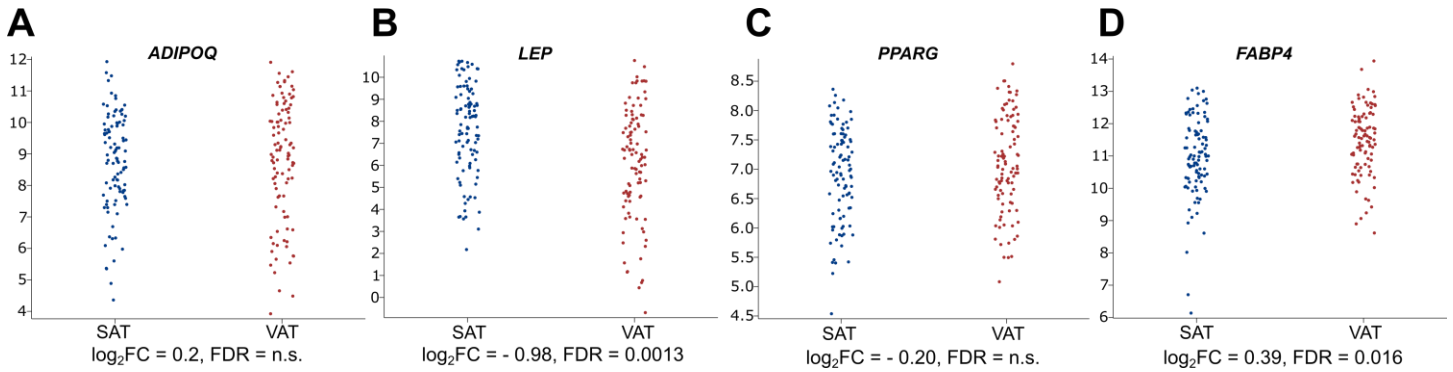 A
ADIPOQ
12
11
10
9
8
7
6
5
4
SAT VAT
log₂FC = 0.2, FDR = n.s.
B
LEP
10
9
8
7
6
5
4
3
2
1
0
SAT VAT
log₂FC = - 0.98, FDR = 0.0013
C
PPARG
8.5
8.0
7.5
7.0
6.5
6.0
5.5
5.0
4.5
SAT VAT
log₂FC = - 0.20, FDR = n.s.
D
FABP4
14
13
12
11
10
9
8
7
6
SAT VAT
log₂FC = 0.39, FDR = 0.016